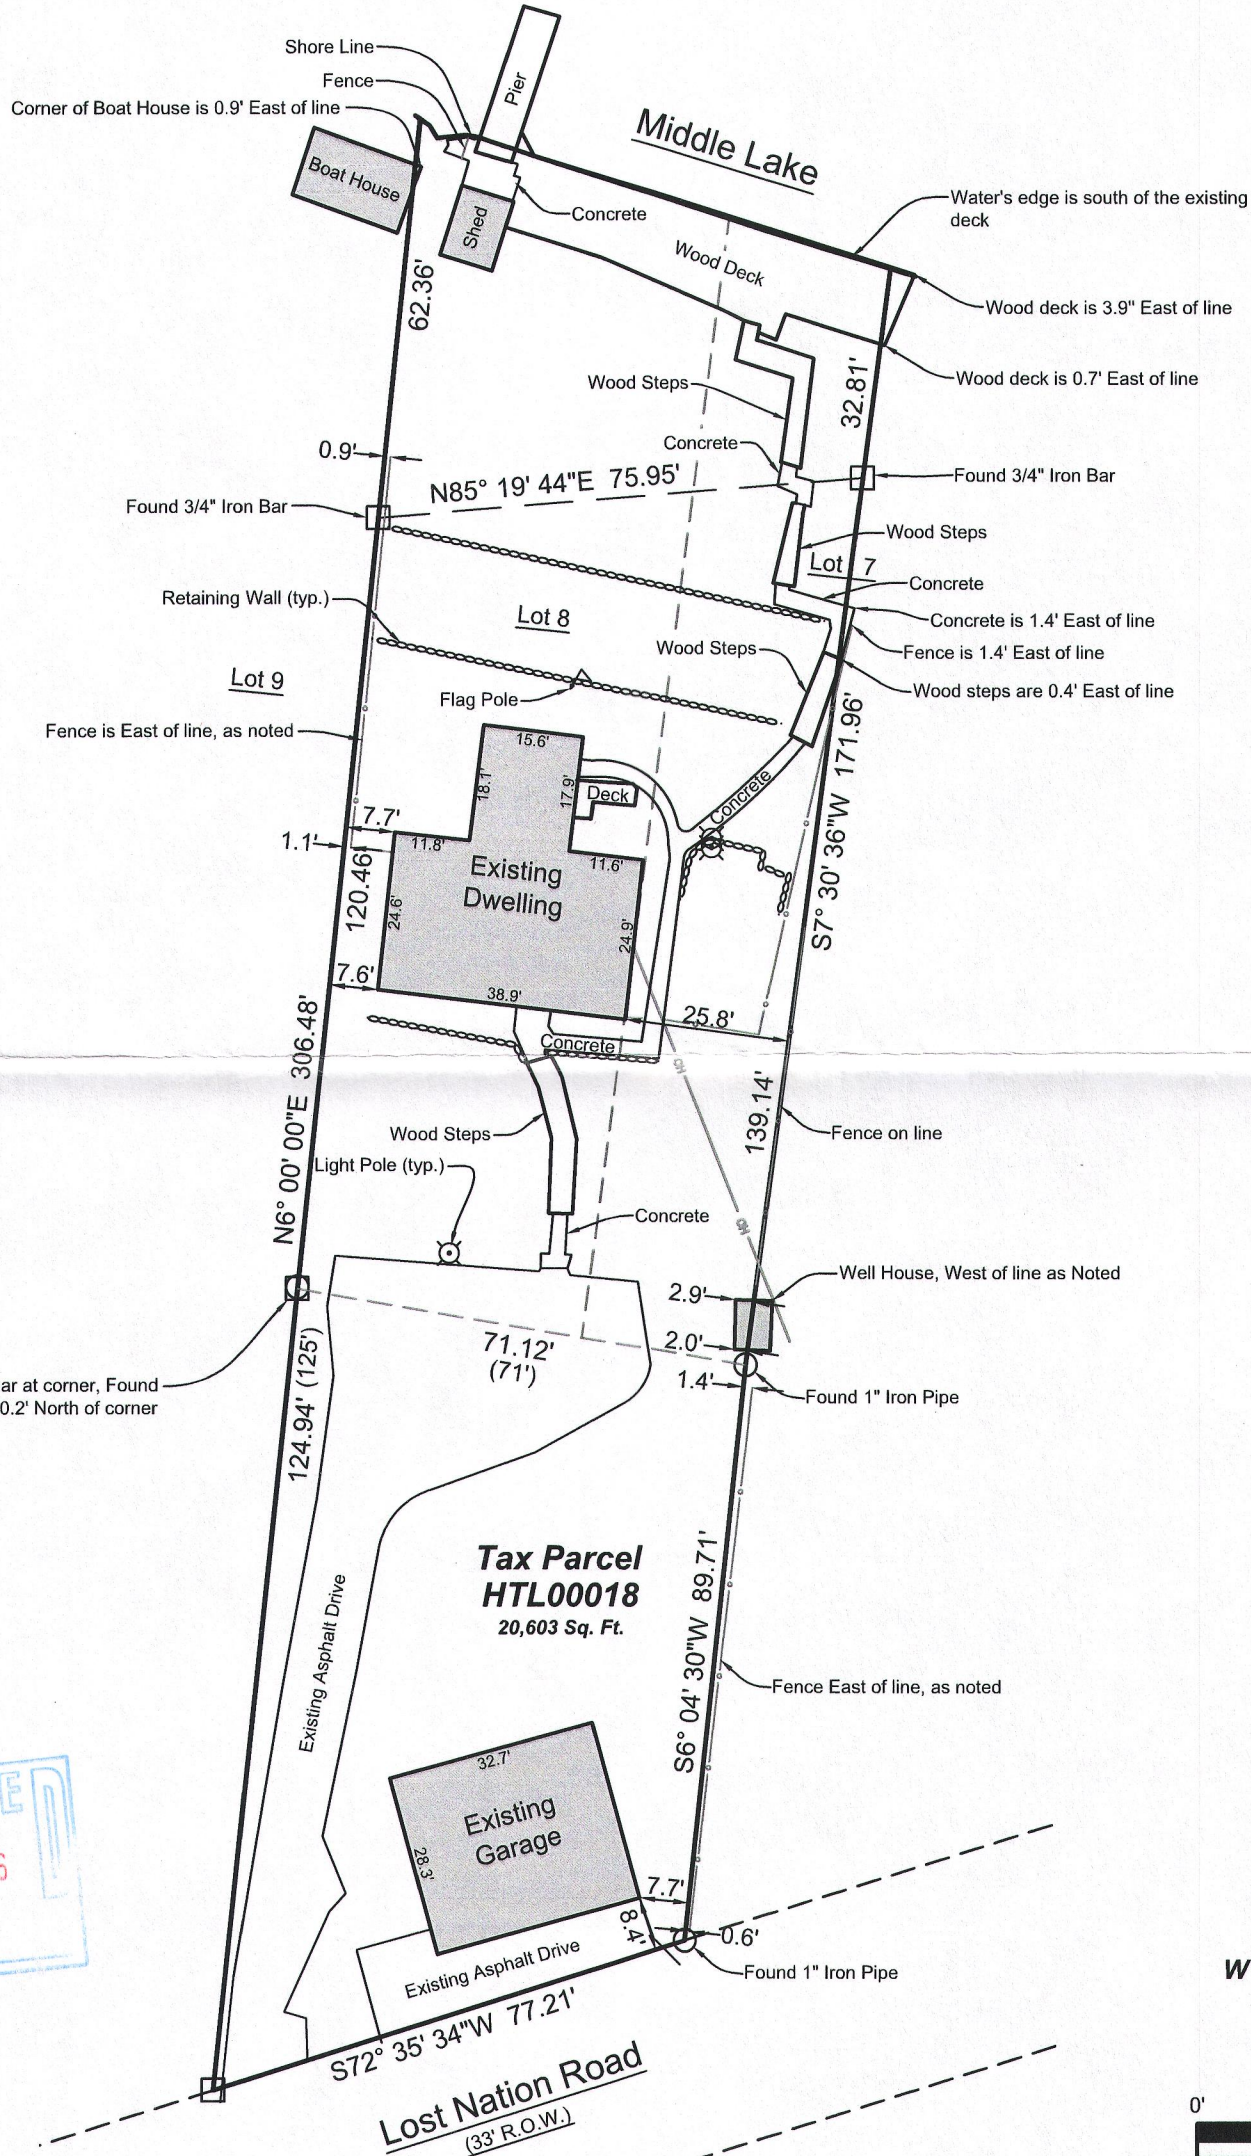 Shore Line
Fence
Corner of Boat House is 0.9' East of line
Pier
Middle Lake
Boat House
Shed
Concrete
Wood Deck
Water's edge is south of the existing
deck
Wood deck is 3.9" East of line
Wood deck is 0.7' East of line
62.36'
32.81'
Wood Steps
Concrete
0.9'
N85° 19' 44"E 75.95'
Found 3/4" Iron Bar
Found 3/4" Iron Bar
Wood Steps
Lot 7
Concrete
Retaining Wall (typ.)
Lot 8
Concrete is 1.4' East of line
Wood Steps
Fence is 1.4' East of line
Lot 9
Flag Pole
Wood steps are 0.4' East of line
Fence is East of line, as noted
15.6'
18.1'
17.9'
Deck
Concrete
S7° 30' 36"W 171.96'
7.7'
1.1'
11.8'
11.6'
Existing
Dwelling
120.46'
24.6'
24.9'
7.6'
38.9'
25.8'
Concrete
OH
N6° 00' 00"E 306.48'
139.14'
Wood Steps
Fence on line
Light Pole (typ.)
Concrete
OH
Well House, West of line as Noted
2.9'
2.0'
71.12'
(71')
1.4'
ar at corner, Found
0.2' North of corner
Found 1" Iron Pipe
124.94' (125')
Tax Parcel
HTL00018
20,603 Sq. Ft.
S6° 04' 30"W 89.71'
Existing Asphalt Drive
Fence East of line, as noted
32.7'
Existing
Garage
28.3'
7.7'
8.4'
0.6'
Existing Asphalt Drive
Found 1" Iron Pipe
W
S72° 35' 34"W 77.21'
Lost Nation Road
(33' R.O.W.)
0'